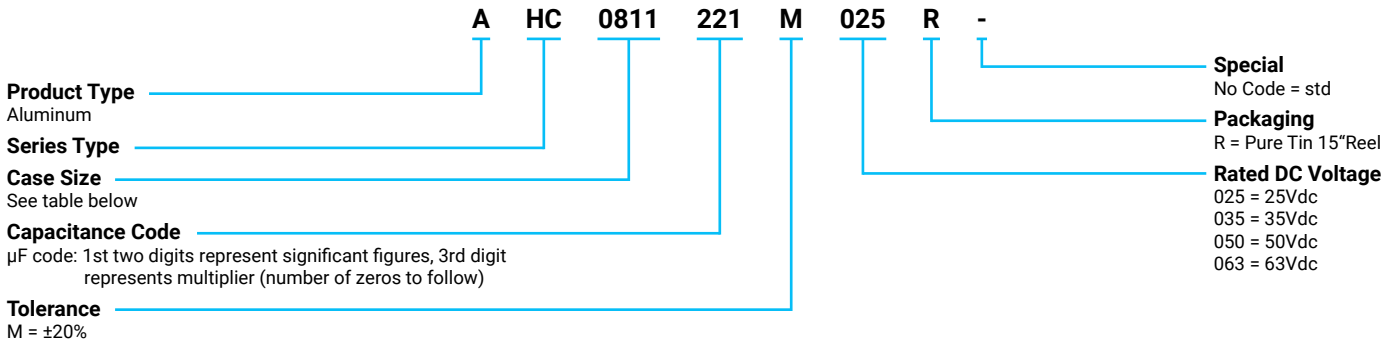 A HC 0811 221 M 025 R -
Product Type
Aluminum
Series Type
Case Size
See table below
Capacitance Code
µF code: 1st two digits represent significant figures, 3rd digit
represents multiplier (number of zeros to follow)
Tolerance
M = ±20%
Special
No Code = std
Packaging
R = Pure Tin 15“Reel
Rated DC Voltage
025 = 25Vdc
035 = 35Vdc
050 = 50Vdc
063 = 63Vdc